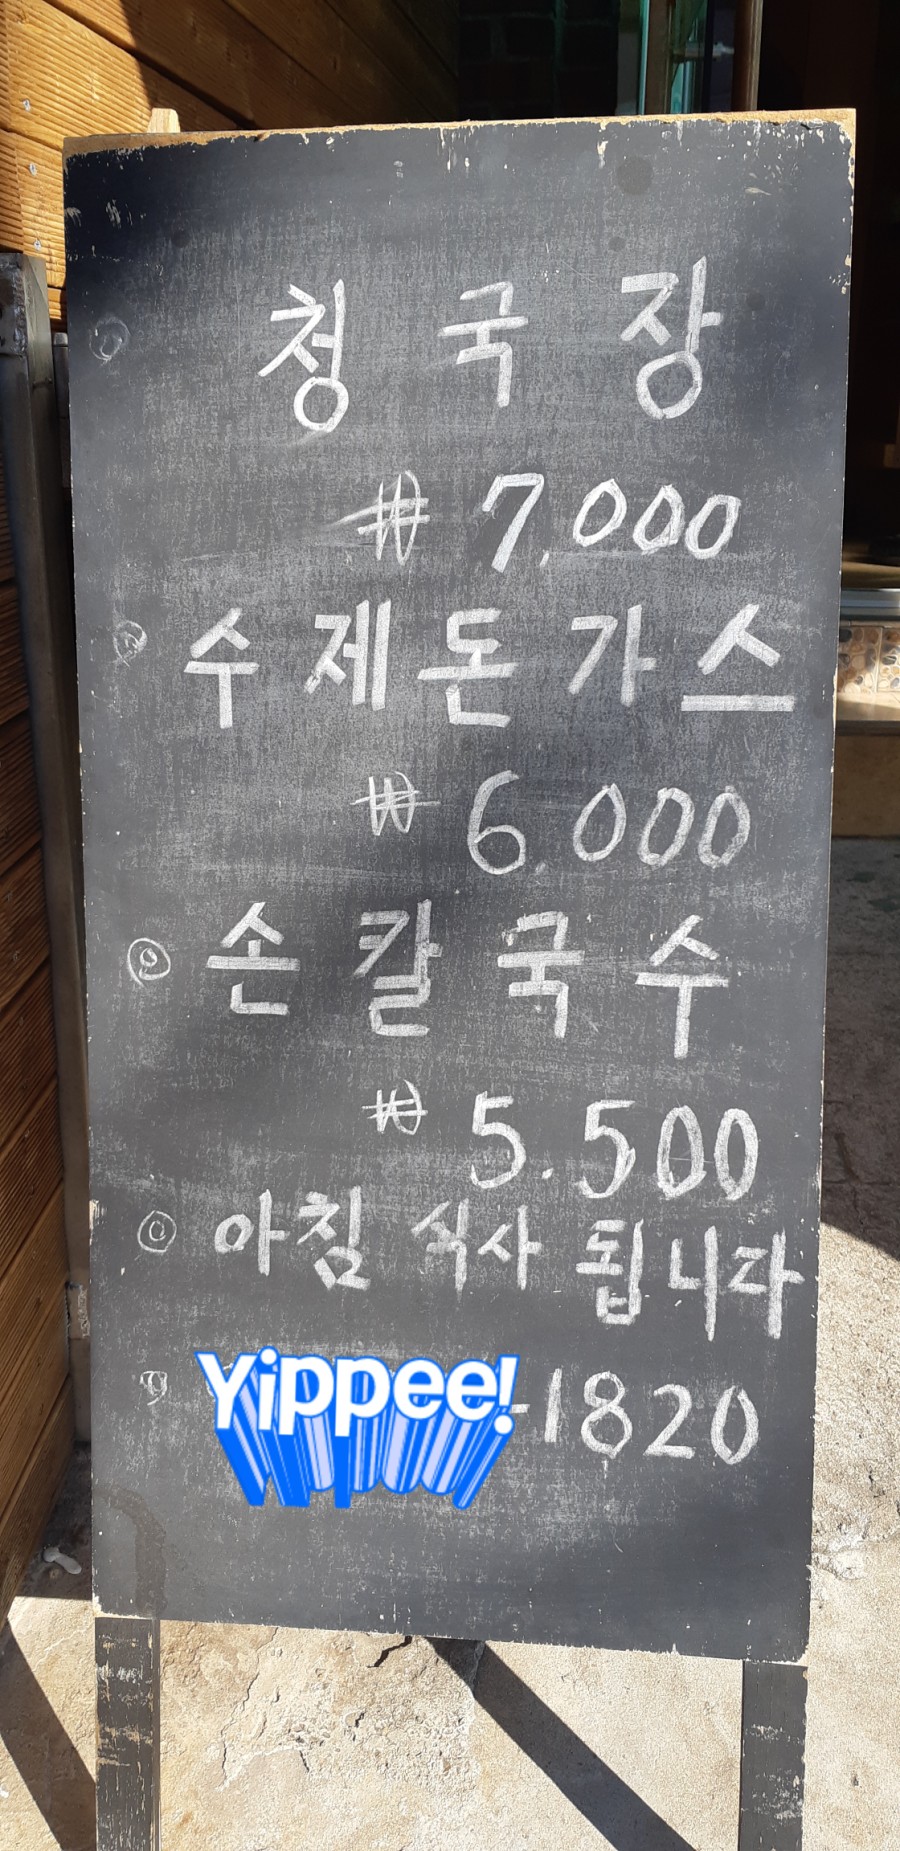 청국장
₩ 7,000
수제돈가스
₩ 6.000
손칼국수
₩ 5.500
아침 식사 됩니다
Yippee! -1820